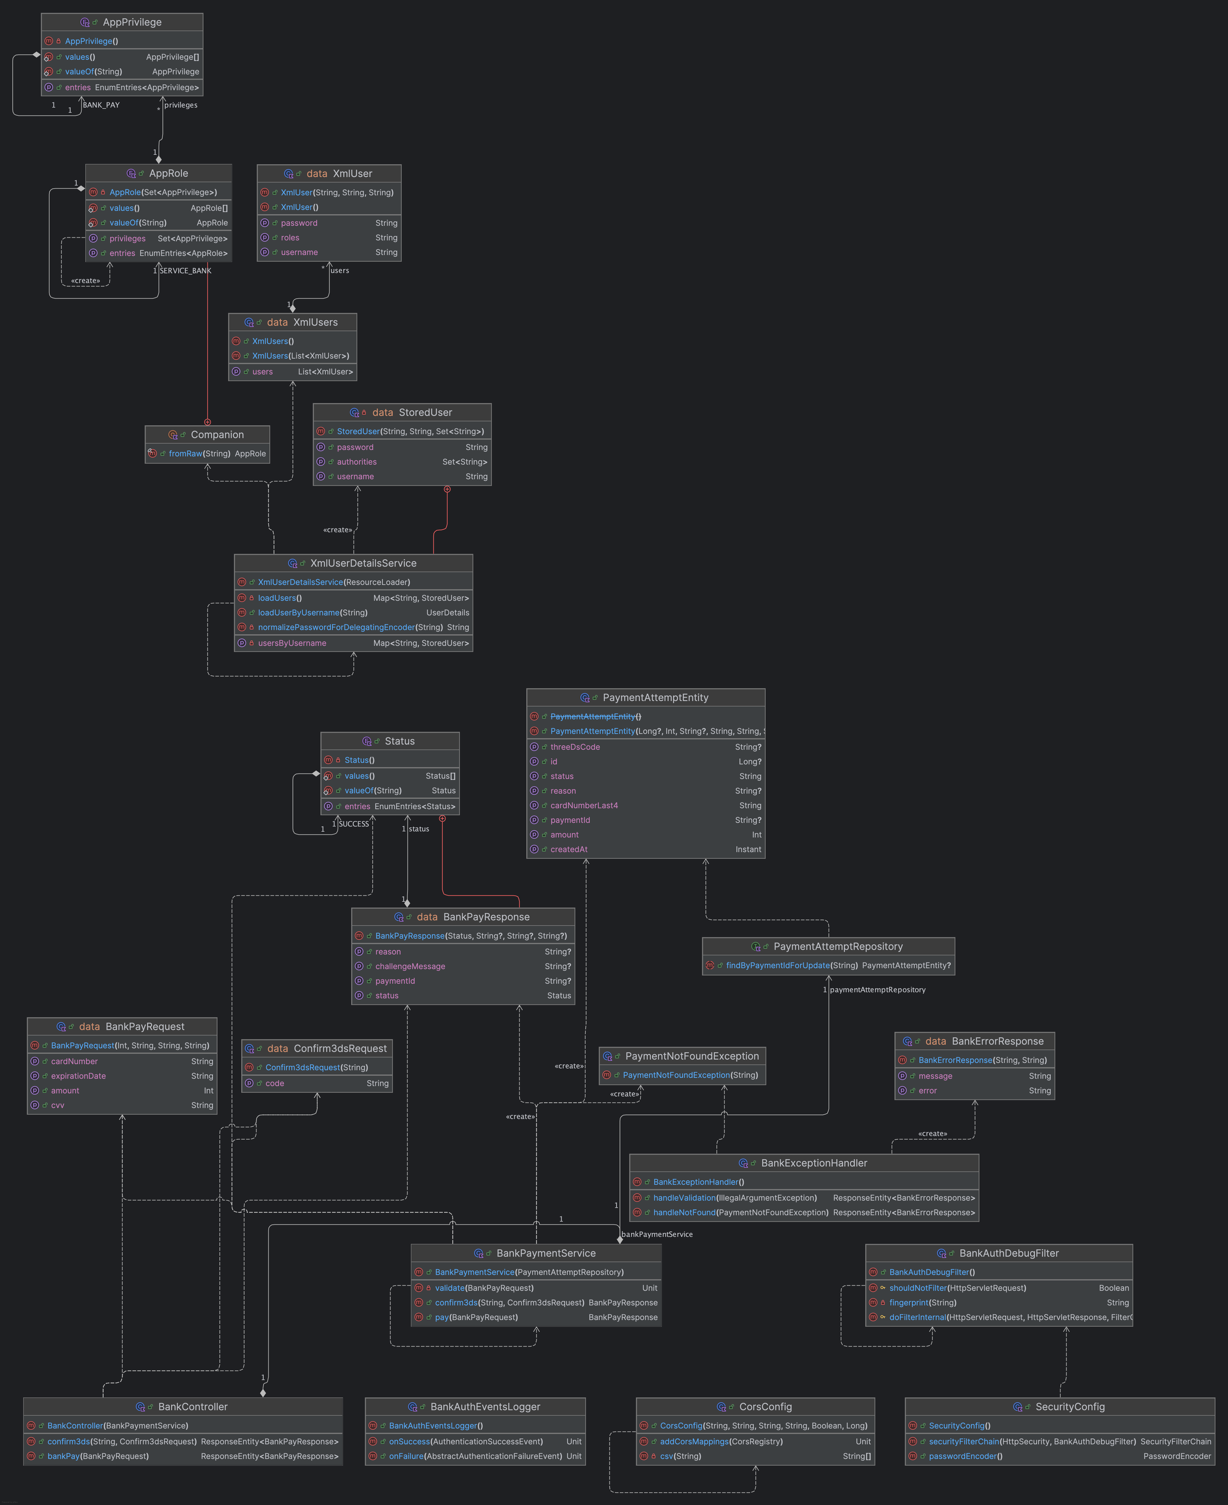 AppPrivilege
AppPrivilege()
values() AppPrivilege[]
valueOf(String) AppPrivilege
entries EnumEntries<AppPrivilege>
1 1 BANK_PAY * privileges
1
AppRole
1
AppRole(Set<AppPrivilege>)
values() AppRole[]
valueOf(String) AppRole
privileges Set<AppPrivilege>
entries EnumEntries<AppRole>
1 SERVICE_BANK
«create»
data XmlUser
XmlUser(String, String, String)
XmlUser()
password String
roles String
username String
* users
1
data XmlUsers
XmlUsers()
XmlUsers(List<XmlUser>)
users List<XmlUser>
data StoredUser
StoredUser(String, String, Set<String>)
password String
authorities Set<String>
username String
Companion
fromRaw(String) AppRole
«create»
XmlUserDetailsService
XmlUserDetailsService(ResourceLoader)
loadUsers() Map<String, StoredUser>
loadUserByUsername(String) UserDetails
normalizePasswordForDelegatingEncoder(String) String
usersByUsername Map<String, StoredUser>
PaymentAttemptEntity
PaymentAttemptEntity()
PaymentAttemptEntity(Long?, Int, String?, String, String, S
threeDsCode String?
id Long?
status String
reason String?
cardNumberLast4 String
paymentId String?
amount Int
createdAt Instant
Status
Status()
values() Status[]
valueOf(String) Status
entries EnumEntries<Status>
1 1 SUCCESS 1 status
1
data BankPayResponse
BankPayResponse(Status, String?, String?, String?)
reason String?
challengeMessage String?
paymentId String?
status Status
PaymentAttemptRepository
findByPaymentIdForUpdate(String) PaymentAttemptEntity?
1 paymentAttemptRepository
data BankPayRequest
BankPayRequest(Int, String, String, String)
cardNumber String
expirationDate String
amount Int
cvv String
data Confirm3dsRequest
Confirm3dsRequest(String)
code String
PaymentNotFoundException
PaymentNotFoundException(String)
data BankErrorResponse
BankErrorResponse(String, String)
message String
error String
«create»
«create»
«create»
«create»
BankExceptionHandler
BankExceptionHandler()
handleValidation(IllegalArgumentException) ResponseEntity<BankErrorResponse>
handleNotFound(PaymentNotFoundException) ResponseEntity<BankErrorResponse>
1
1
bankPaymentService
BankPaymentService
BankPaymentService(PaymentAttemptRepository)
validate(BankPayRequest) Unit
confirm3ds(String, Confirm3dsRequest) BankPayResponse
pay(BankPayRequest) BankPayResponse
BankAuthDebugFilter
BankAuthDebugFilter()
shouldNotFilter(HttpServletRequest) Boolean
fingerprint(String) String
doFilterInternal(HttpServletRequest, HttpServletResponse, FilterC
1
BankController
BankController(BankPaymentService)
confirm3ds(String, Confirm3dsRequest) ResponseEntity<BankPayResponse>
bankPay(BankPayRequest) ResponseEntity<BankPayResponse>
BankAuthEventsLogger
BankAuthEventsLogger()
onSuccess(AuthenticationSuccessEvent) Unit
onFailure(AbstractAuthenticationFailureEvent) Unit
CorsConfig
CorsConfig(String, String, String, String, Boolean, Long)
addCorsMappings(CorsRegistry) Unit
csv(String) String[]
SecurityConfig
SecurityConfig()
securityFilterChain(HttpSecurity, BankAuthDebugFilter) SecurityFilterChain
passwordEncoder() PasswordEncoder